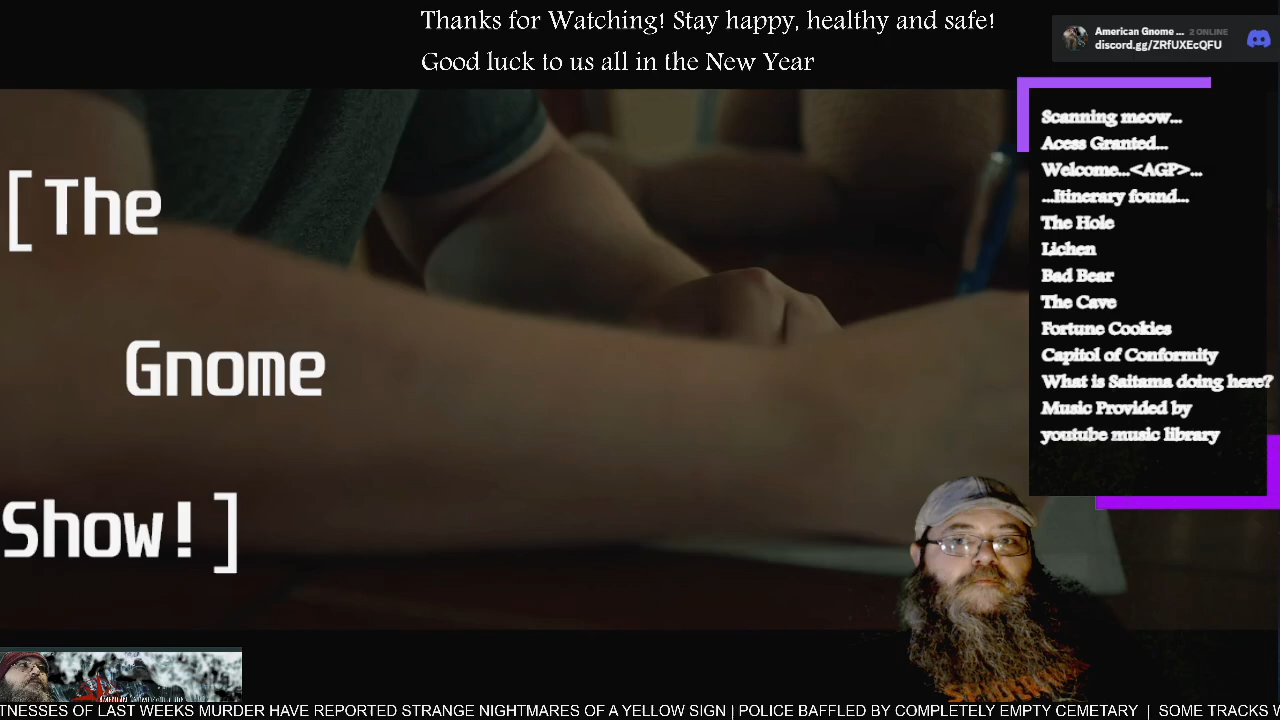 Thanks for Watching! Stay happy, healthy and safe!
Good luck to us all in the New Year
American Gnome ... 2 ONLINE
discord.gg/ZRfUXEcQFU
Scanning meow...
Acess Granted...
Welcome...<AGP>...
...Itinerary found...
The Hole
Lichen
Bad Bear
The Cave
Fortune Cookies
Capitol of Conformity
What is Saitama doing here?
Music Provided by
youtube music library
[The
Gnome
Show!]
TNESSES OF LAST WEEKS MURDER HAVE REPORTED STRANGE NIGHTMARES OF A YELLOW SIGN | POLICE BAFFLED BY COMPLETELY EMPTY CEMETARY | SOME TRACKS